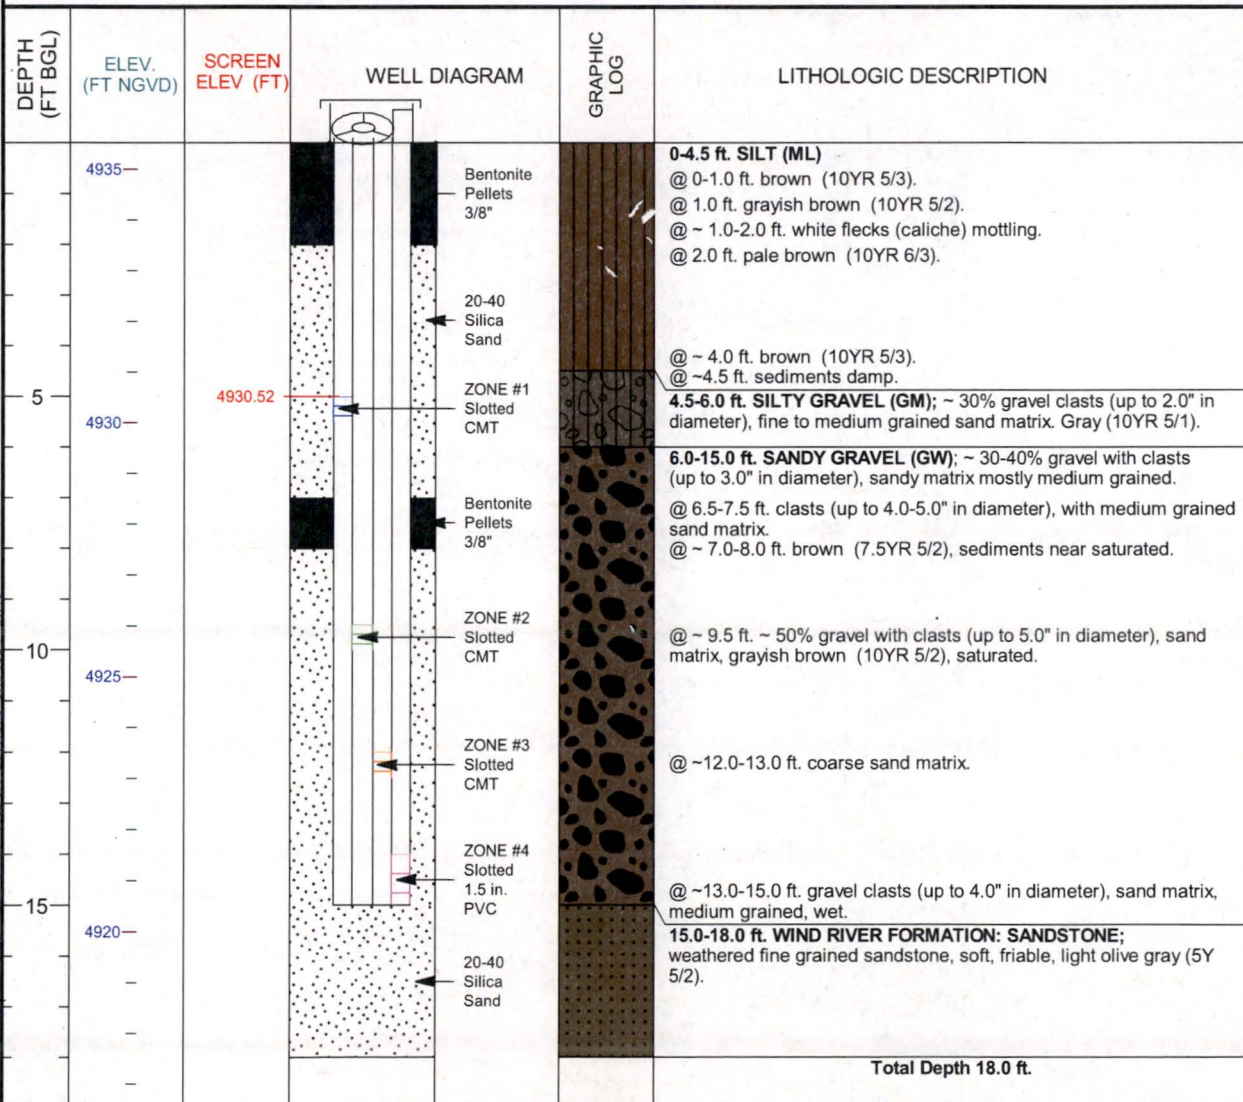 DEPTH
(FT BGL)
ELEV.
(FT NGVD)
SCREEN
ELEV (FT)
WELL DIAGRAM
GRAPHIC
LOG
LITHOLOGIC DESCRIPTION
4935
Bentonite
Pellets
3/8"
0-4.5 ft. SILT (ML)
@ 0-1.0 ft. brown (10YR 5/3).
@ 1.0 ft. grayish brown (10YR 5/2).
@ ~ 1.0-2.0 ft. white flecks (caliche) mottling.
@ 2.0 ft. pale brown (10YR 6/3).
20-40
Silica
Sand
@ ~ 4.0 ft. brown (10YR 5/3).
@ ~4.5 ft. sediments damp.
5
4930.52
4930
ZONE #1
Slotted
CMT
4.5-6.0 ft. SILTY GRAVEL (GM); ~ 30% gravel clasts (up to 2.0" in
diameter), fine to medium grained sand matrix. Gray (10YR 5/1).
6.0-15.0 ft. SANDY GRAVEL (GW); ~ 30-40% gravel with clasts
(up to 3.0" in diameter), sandy matrix mostly medium grained.
Bentonite
Pellets
3/8"
@ 6.5-7.5 ft. clasts (up to 4.0-5.0" in diameter), with medium grained
sand matrix.
@ ~ 7.0-8.0 ft. brown (7.5YR 5/2), sediments near saturated.
10
4925
ZONE #2
Slotted
CMT
@ ~ 9.5 ft. ~ 50% gravel with clasts (up to 5.0" in diameter), sand
matrix, grayish brown (10YR 5/2), saturated.
ZONE #3
Slotted
CMT
@ ~12.0-13.0 ft. coarse sand matrix.
ZONE #4
Slotted
1.5 in.
PVC
@ ~13.0-15.0 ft. gravel clasts (up to 4.0" in diameter), sand matrix,
medium grained, wet.
15
4920
15.0-18.0 ft. WIND RIVER FORMATION: SANDSTONE;
weathered fine grained sandstone, soft, friable, light olive gray (5Y
5/2).
20-40
Silica
Sand
Total Depth 18.0 ft.